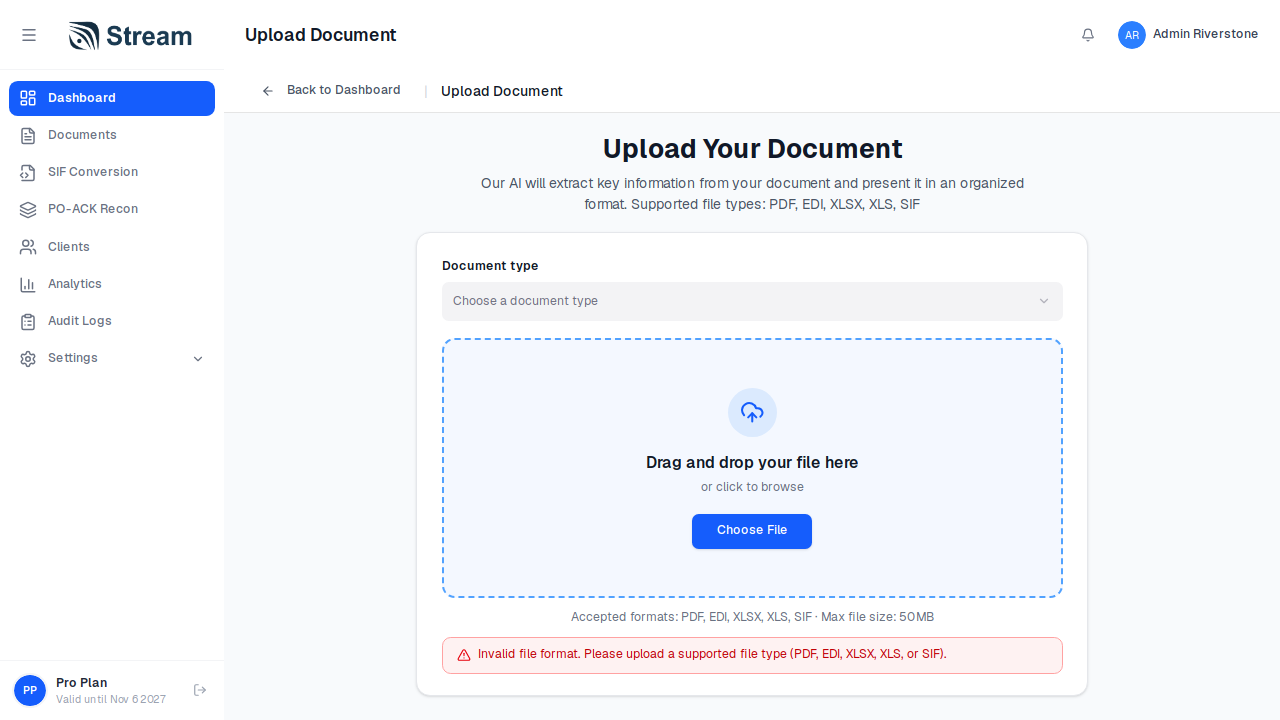 Stream
Upload Document
AR
Admin Riverstone
Dashboard
Documents
SIF Conversion
PO-ACK Recon
Clients
Analytics
Audit Logs
Settings
PP
Pro Plan
Valid until Nov 6 2027
Back to Dashboard
Upload Document
Upload Your Document
Our AI will extract key information from your document and present it in an organized
format. Supported file types: PDF, EDI, XLSX, XLS, SIF
Document type
Choose a document type
Drag and drop your file here
or click to browse
Choose File
Accepted formats: PDF, EDI, XLSX, XLS, SIF · Max file size: 50MB
Invalid file format. Please upload a supported file type (PDF, EDI, XLSX, XLS, or SIF).